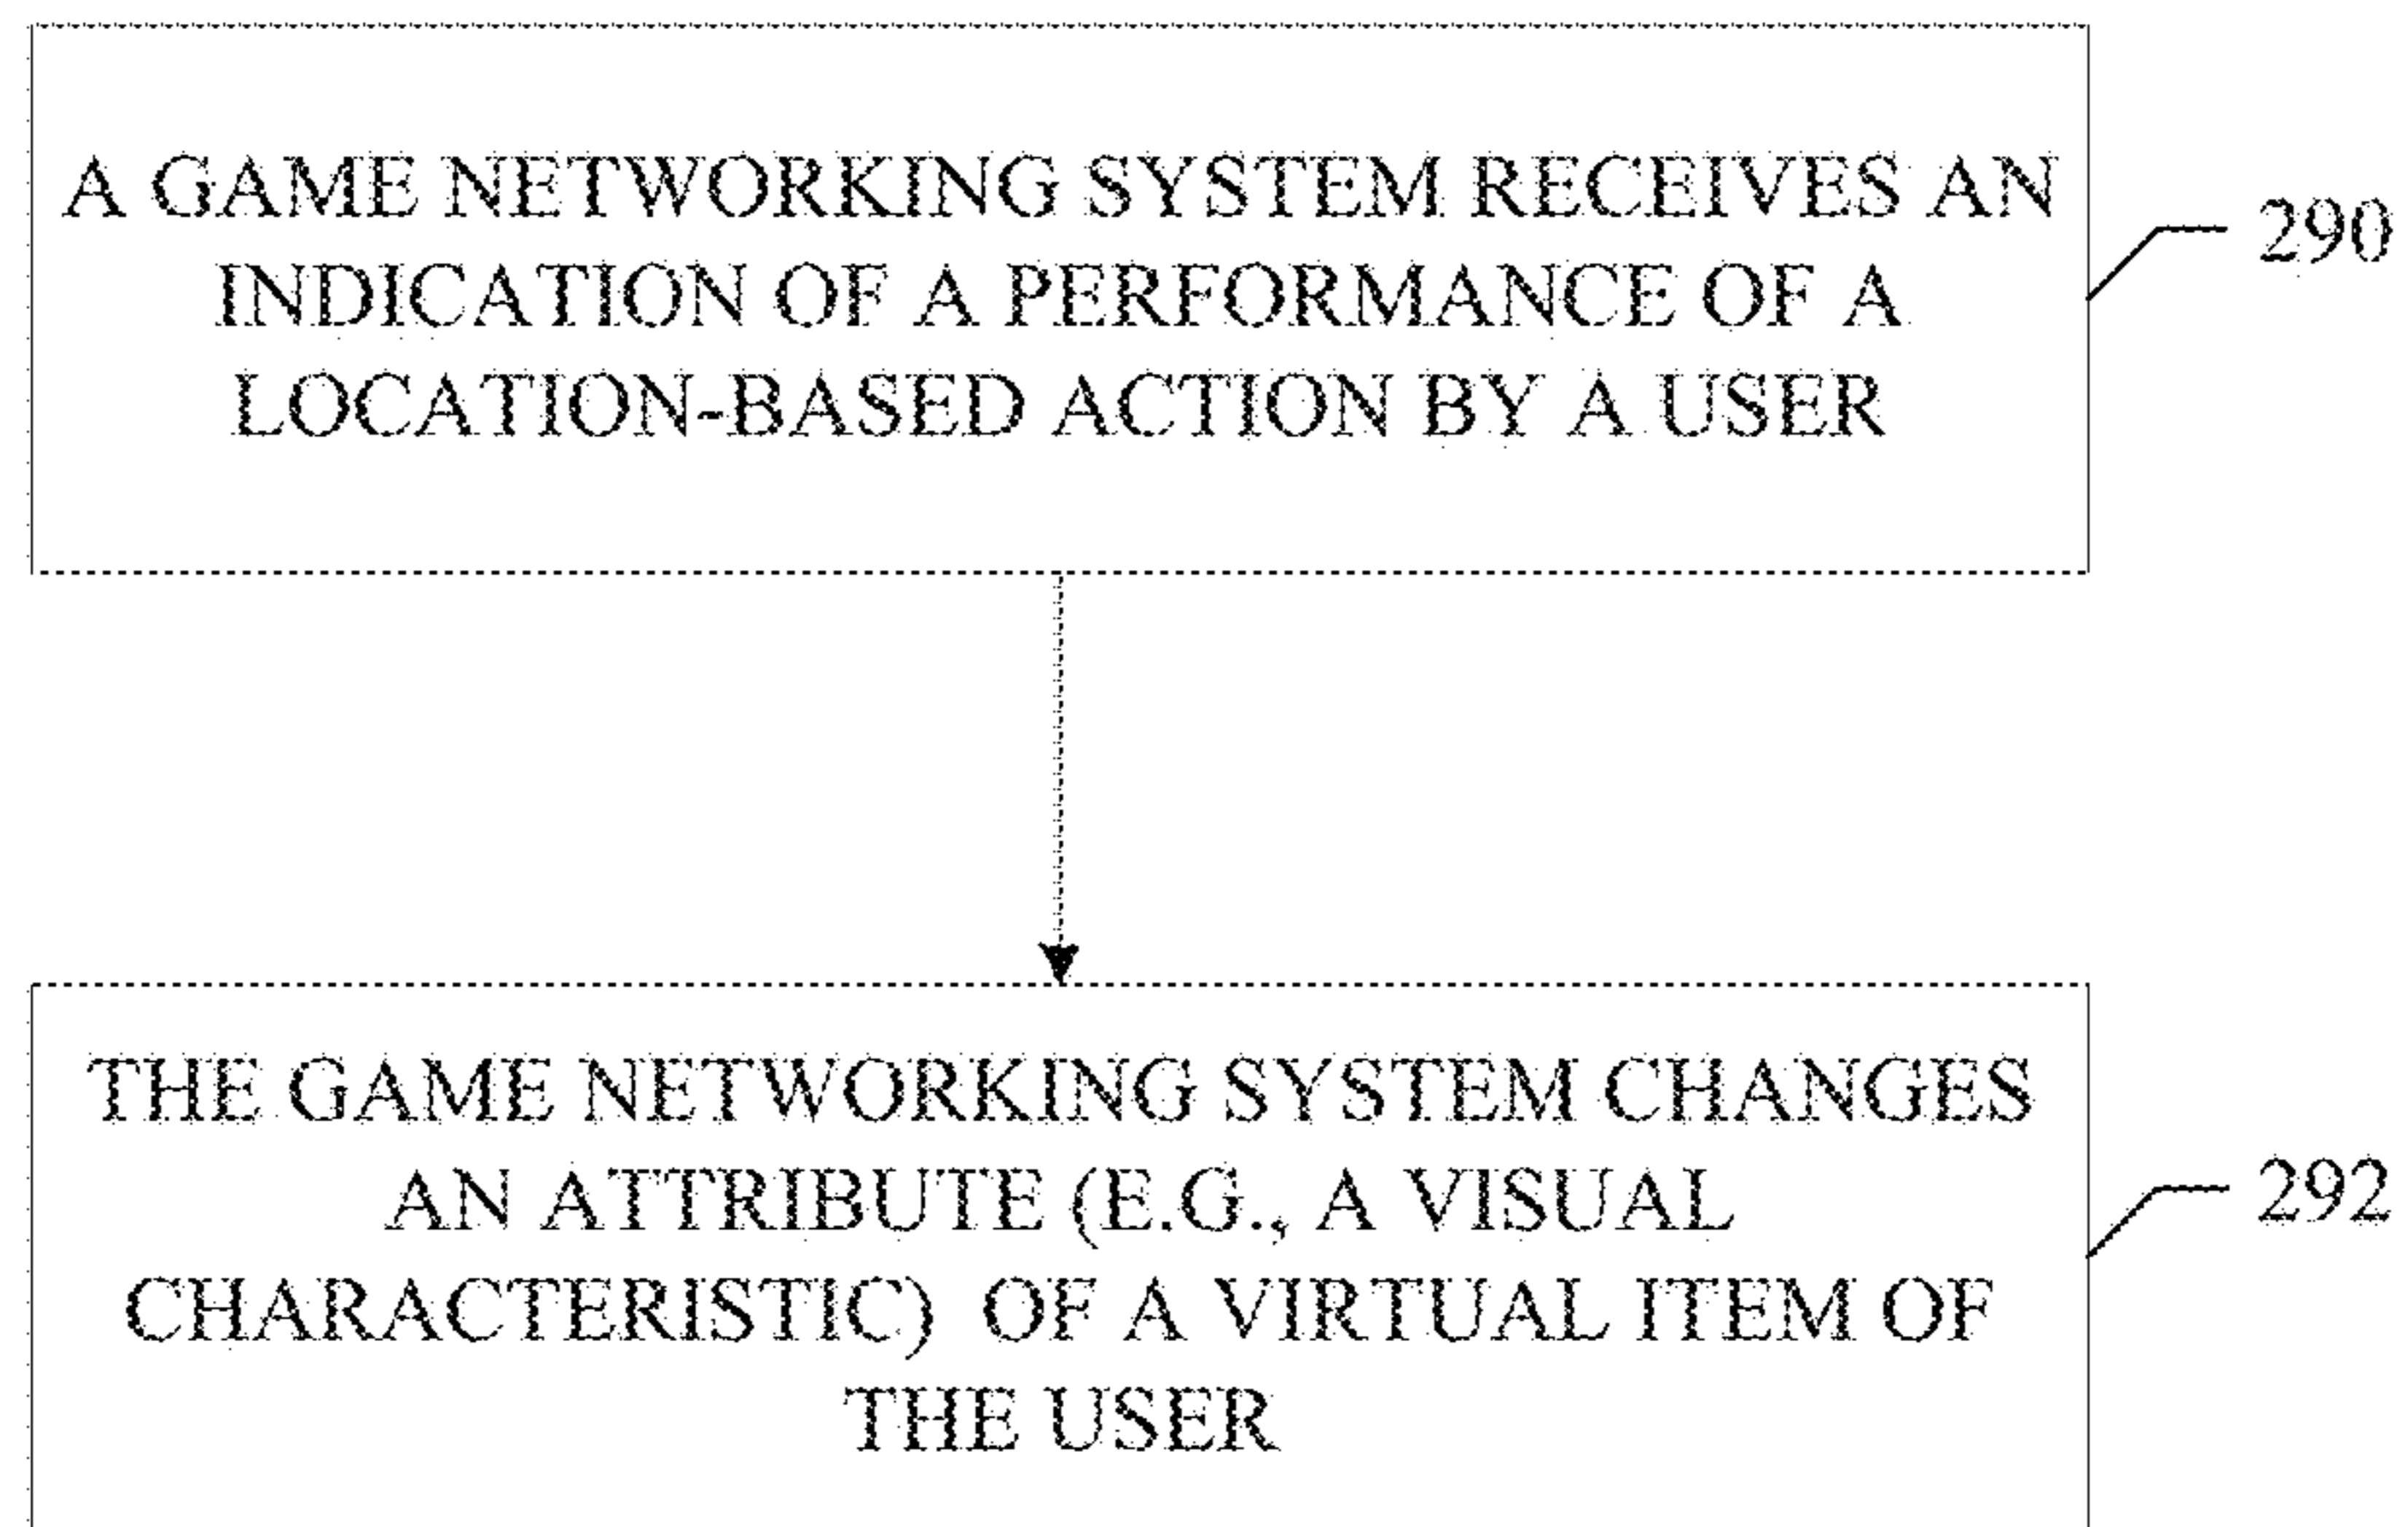 A GAME NETWORKING SYSTEM RECEIVES AN
INDICATION OF A PERFORMANCE OF A
LOCATION-BASED ACTION BY A USER
290
THE GAME NETWORKING SYSTEM CHANGES
AN ATTRIBUTE (E.G., A VISUAL
CHARACTERISTIC) OF A VIRTUAL ITEM OF
THE USER
292